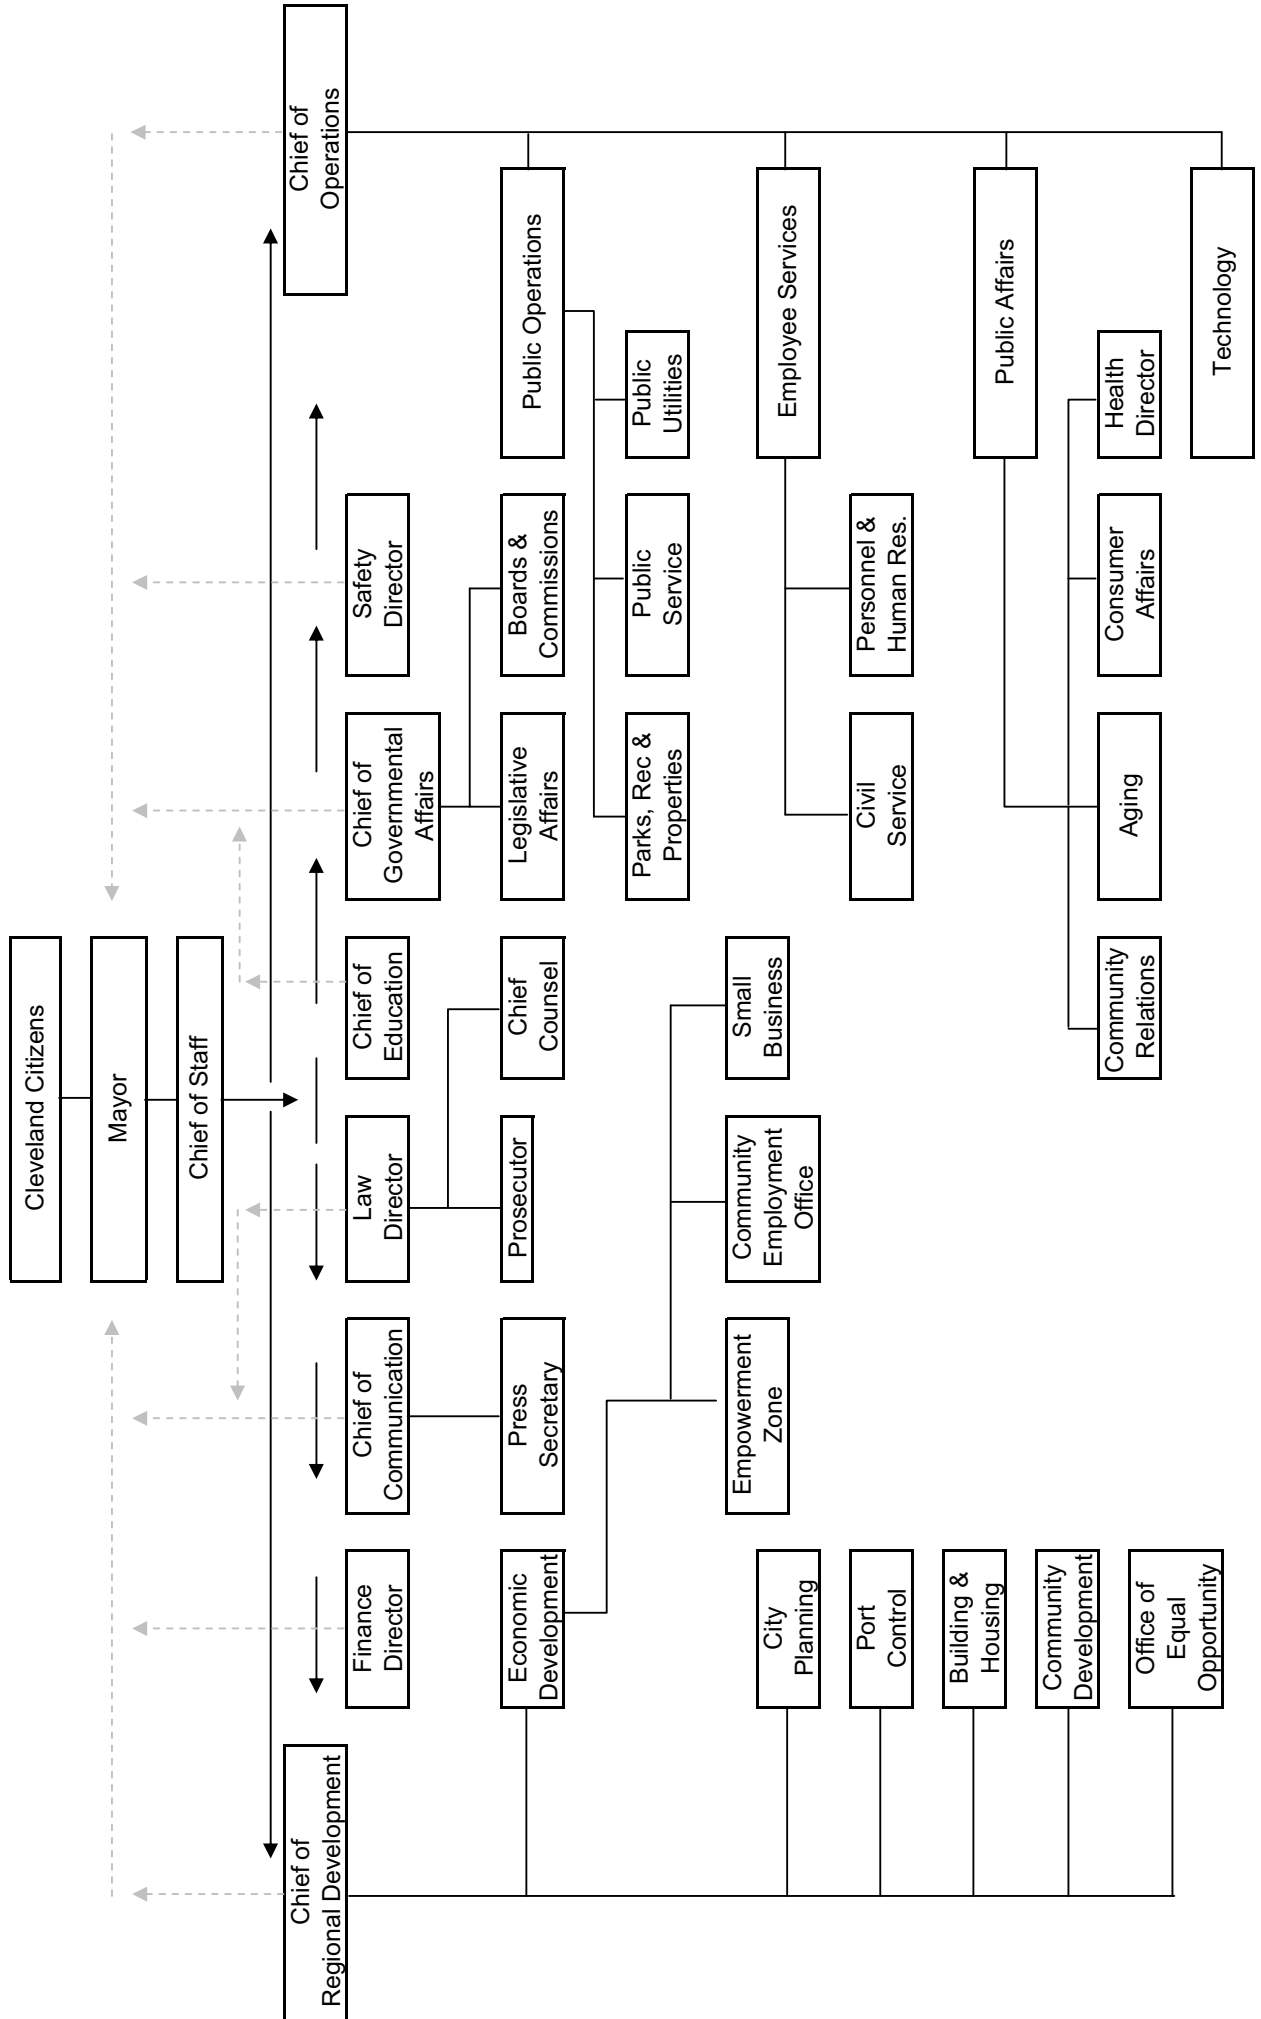 Cleveland Citizens
Mayor
Chief of Staff
Chief of
Regional Development
Chief of
Operations
Finance
Director
Chief of
Communication
Law
Director
Chief of
Education
Chief of
Governmental
Affairs
Safety
Director
Economic
Development
Press
Secretary
Prosecutor
Chief
Counsel
Legislative
Affairs
Boards &
Commissions
Public Operations
Parks, Rec &
Properties
Public
Service
Public
Utilities
Empowerment
Zone
Community
Employment
Office
Small
Business
City
Planning
Employee Services
Port
Control
Civil
Service
Personnel &
Human Res.
Building &
Housing
Public Affairs
Community
Development
Office of
Equal
Opportunity
Community
Relations
Aging
Consumer
Affairs
Health
Director
Technology